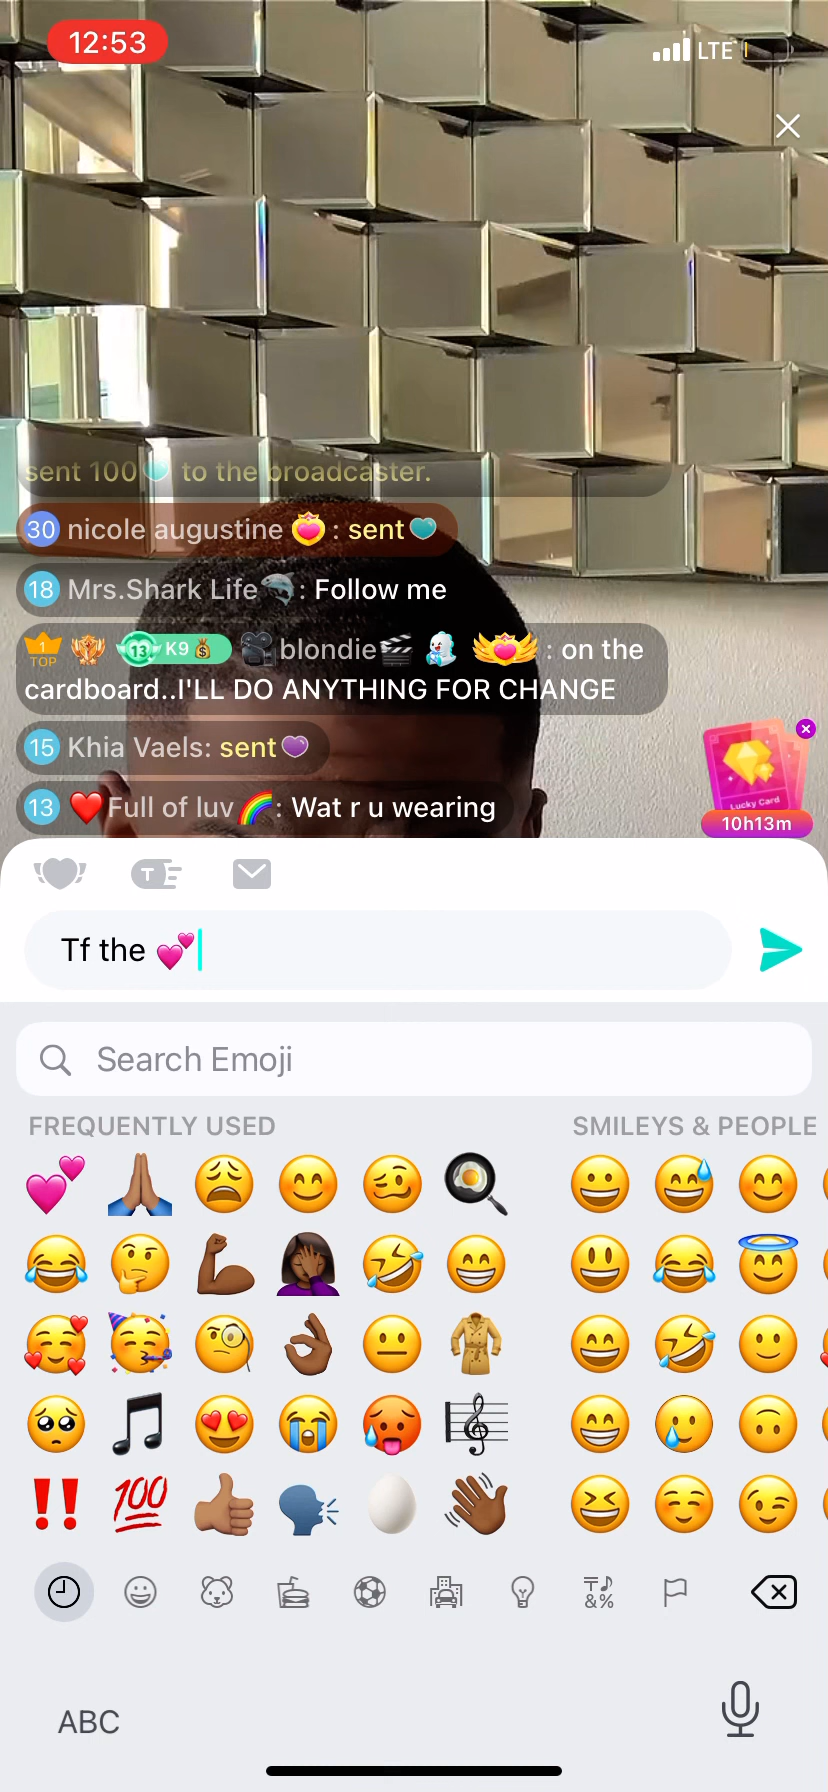 12:53
LTE
sent 100 to the broadcaster.
30 nicole augustine : sent
18 Mrs.Shark Life : Follow me
1 TOP 13 K9 blondie : on the
cardboard..I'LL DO ANYTHING FOR CHANGE
15 Khia Vaels: sent
13 Full of luv : Wat r u wearing
Lucky Card
10h13m
T
Tf the 💕
Search Emoji
FREQUENTLY USED SMILEYS & PEOPLE
ABC